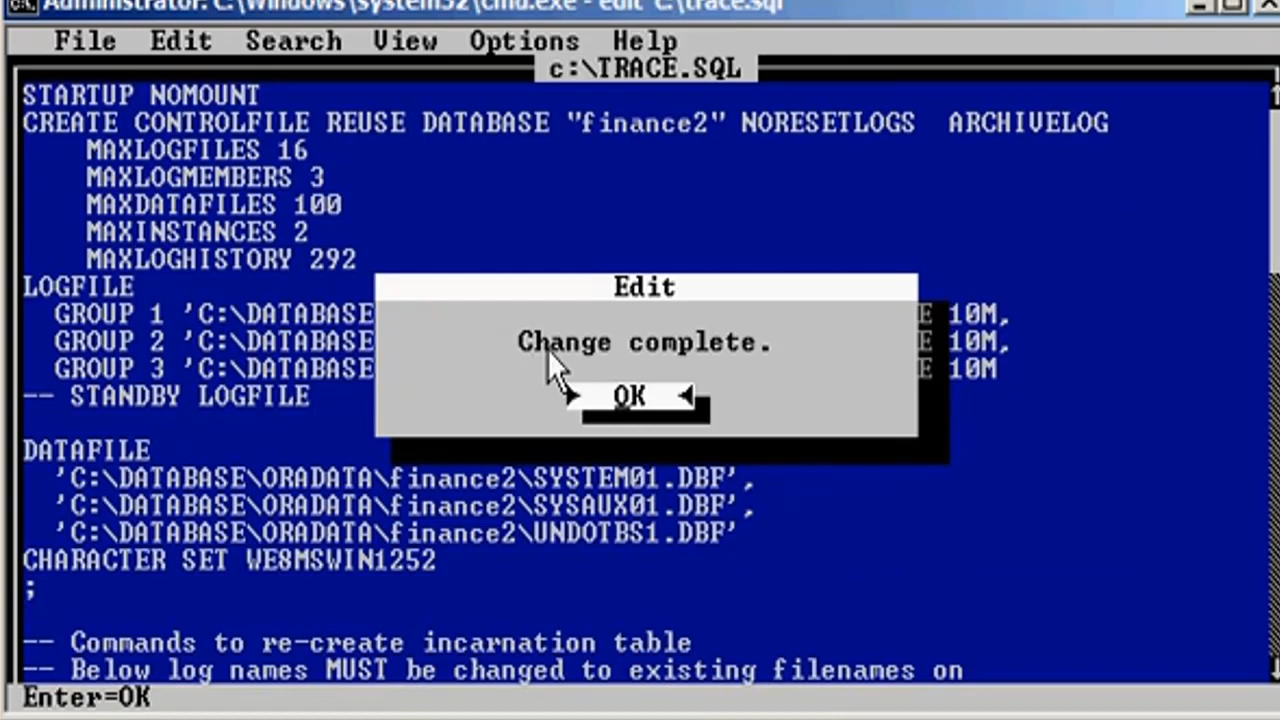 Administrator: C:\Windows\system32\cmd.exe - edit C:\trace.sql
File Edit Search View Options Help
c:\TRACE.SQL
STARTUP NOMOUNT
CREATE CONTROLFILE REUSE DATABASE "finance2" NORESETLOGS  ARCHIVELOG
MAXLOGFILES 16
MAXLOGMEMBERS 3
MAXDATAFILES 100
MAXINSTANCES 2
MAXLOGHISTORY 292
LOGFILE
Edit
GROUP 1 'C:\DATABASE E 10M,
Change complete.
GROUP 2 'C:\DATABASE E 10M,
GROUP 3 'C:\DATABASE E 10M
OK
-- STANDBY LOGFILE
DATAFILE
'C:\DATABASE\ORADATA\finance2\SYSTEM01.DBF',
'C:\DATABASE\ORADATA\finance2\SYSAUX01.DBF',
'C:\DATABASE\ORADATA\finance2\UNDOTBS1.DBF'
CHARACTER SET WE8MSWIN1252
;
-- Commands to re-create incarnation table
-- Below log names MUST be changed to existing filenames on
Enter=OK